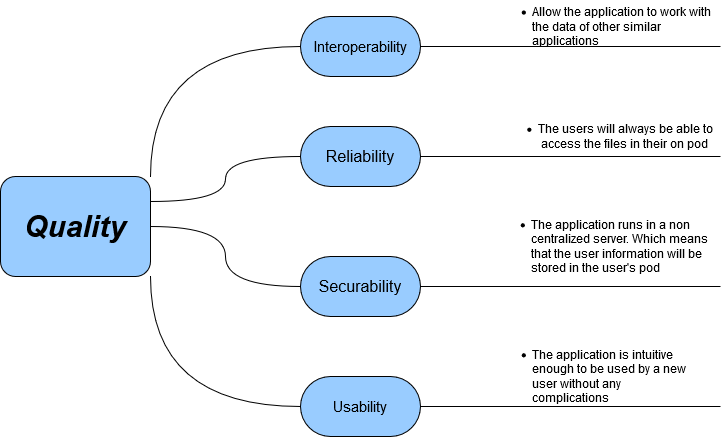 Quality
Interoperability
• Allow the application to work with
the data of other similar
applications
Reliability
• The users will always be able to
access the files in their on pod
Securability
• The application runs in a non
centralized server. Which means
that the user information will be
stored in the user's pod
Usability
• The application is intuitive
enough to be used by a new
user without any
complications